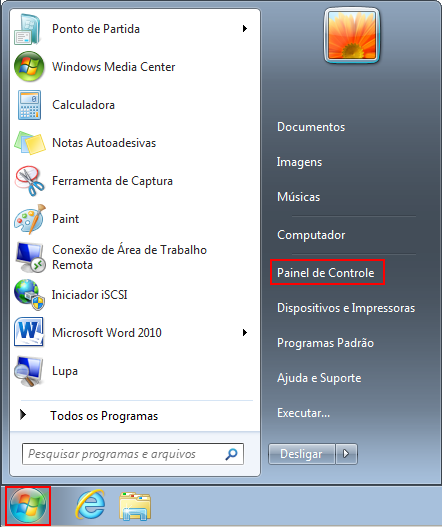 Ponto de Partida
Windows Media Center
Calculadora
Notas Autoadesivas
Ferramenta de Captura
Paint
Conexão de Área de Trabalho
Remota
Iniciador iSCSI
Microsoft Word 2010
Lupa
Todos os Programas
Pesquisar programas e arquivos
Documentos
Imagens
Músicas
Computador
Painel de Controle
Dispositivos e Impressoras
Programas Padrão
Ajuda e Suporte
Executar...
Desligar